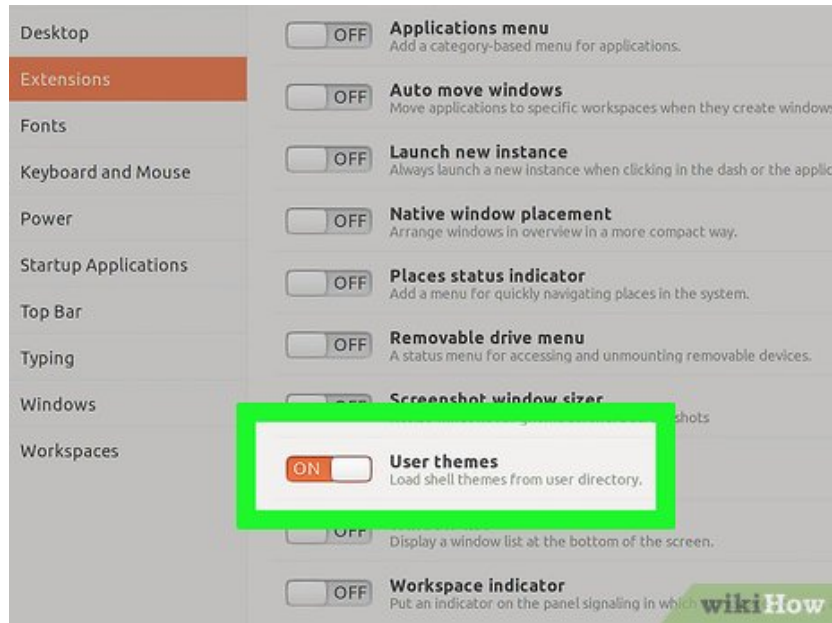 Desktop
Extensions
Fonts
Keyboard and Mouse
Power
Startup Applications
Top Bar
Typing
Windows
Workspaces
OFF Applications menu
Add a category-based menu for applications.
OFF Auto move windows
Move applications to specific workspaces when they create windows
OFF Launch new instance
Always launch a new instance when clicking in the dash or the applic
OFF Native window placement
Arrange windows in overview in a more compact way.
OFF Places status indicator
Add a menu for quickly navigating places in the system.
OFF Removable drive menu
A status menu for accessing and unmounting removable devices.
OFF Screenshot window sizer
shots
ON User themes
Load shell themes from user directory.
OFF
Display a window list at the bottom of the screen.
OFF Workspace indicator
Put an indicator on the panel signaling in which
wikiHow